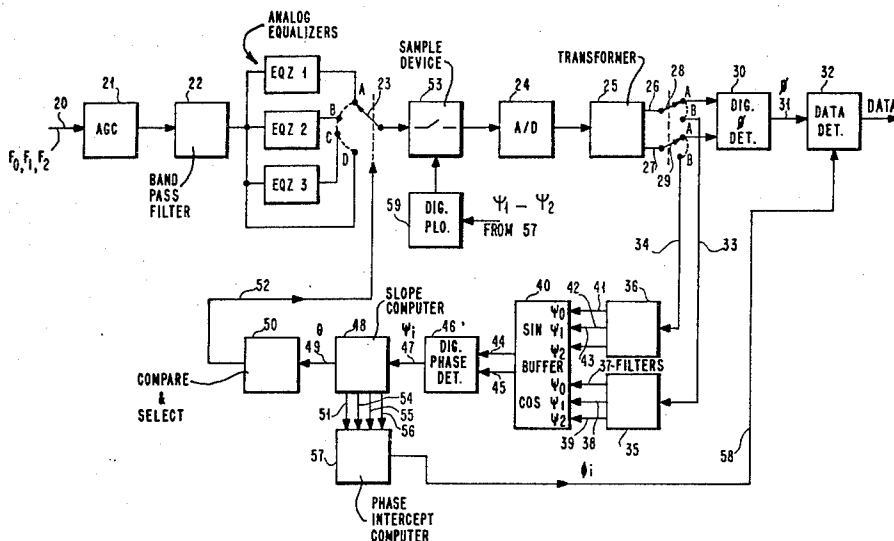 ANALOG
EQUALIZERS
EQZ 1
EQZ 2
EQZ 3
A
B
C
D
23
20
F0, F1, F2
21
AGC
22
BAND
PASS
FILTER
SAMPLE
DEVICE
53
24
A/D
TRANSFORMER
25
26
28
A
B
27
29
A
B
30
DIG.
Ø
DET.
Ø
31
32
DATA
DET.
DATA
59
DIG.
PLO.
Ψ1 - Ψ2
FROM 57
34
33
52
50
COMPARE
&
SELECT
θ
49
SLOPE
COMPUTER
48
Ψi
47
46
DIG.
PHASE
DET.
44
45
40
SIN
BUFFER
COS
Ψ0
Ψ1
Ψ2
Ψ0
Ψ1
Ψ2
42
41
43
36
37
-FILTERS
39
38
35
51
54
55
56
57
PHASE
INTERCEPT
COMPUTER
ϕi
58